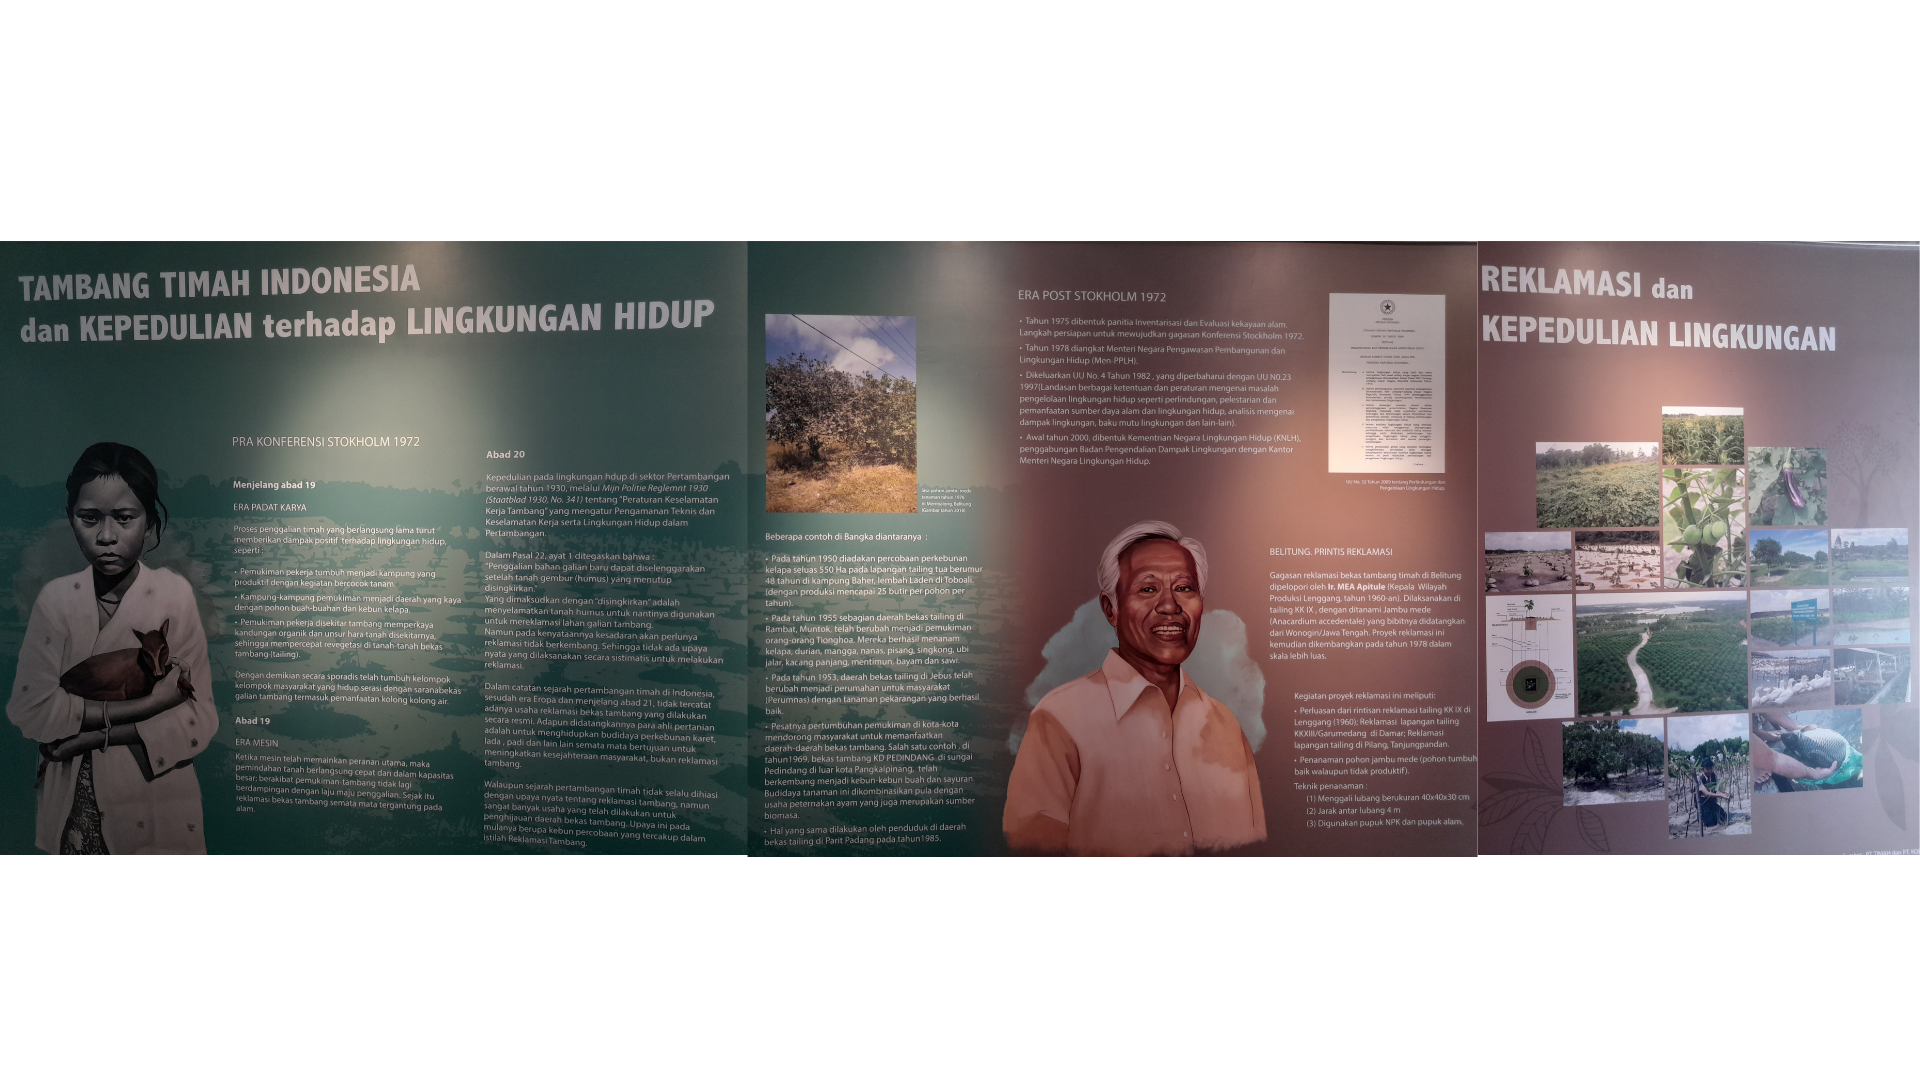 TAMBANG TIMAH INDONESIA
dan KEPEDULIAN terhadap LINGKUNGAN HIDUP
PRA KONFERENSI STOKHOLM 1972
Menjelang abad 19
ERA PADAT KARYA
Proses penggalian timah yang berlangsung lama turut
memberikan dampak positif terhadap lingkungan hidup,
seperti :
• Pemukiman pekerja tumbuh menjadi kampung yang
produktif dengan kegiatan bercocok tanam.
• Kampung-kampung pemukiman menjadi daerah yang kaya
dengan pohon buah-buahan dan kebun kelapa.
• Pemukiman pekerja disekitar tambang memperkaya
kandungan organik dan unsur hara tanah disekitarnya,
sehingga mempercepat revegetasi di tanah-tanah bekas
tambang (tailing).
Dengan demikian secara sporadis telah tumbuh kelompok
kelompok masyarakat yang hidup serasi dengan saranabekas
galian tambang termasuk pemanfaatan kolong kolong air.
Abad 19
ERA MESIN
Ketika mesin telah memainkan peranan utama, maka
pemindahan tanah berlangsung cepat dan dalam kapasitas
besar; berakibat pemukiman-tambang tidak lagi
berdampingan dengan laju maju penggalian. Sejak itu
reklamasi bekas tambang semata mata tergantung pada
alam.
Abad 20
Kepedulian pada lingkungan hdup di sektor Pertambangan
berawal tahun 1930, melalui Mijn Politie Reglemnt 1930
(Staatblad 1930, No. 341) tentang "Peraturan Keselamatan
Kerja Tambang" yang mengatur Pengamanan Teknis dan
Keselamatan Kerja serta Lingkungan Hidup dalam
Pertambangan.
Dalam Pasal 22, ayat 1 ditegaskan bahwa :
"Penggalian bahan galian baru dapat diselenggarakan
setelah tanah gembur (humus) yang menutup
disingkirkan."
Yang dimaksudkan dengan "disingkirkan" adalah
menyelamatkan tanah humus untuk nantinya digunakan
untuk mereklamasi lahan galian tambang.
Namun pada kenyataannya kesadaran akan perlunya
reklamasi tidak berkembang. Sehingga tidak ada upaya
nyata yang dilaksanakan secara sistimatis untuk melakukan
reklamasi.
Dalam catatan sejarah pertambangan timah di Indonesia,
sesudah era Eropa dan menjelang abad 21, tidak tercatat
adanya usaha reklamasi bekas tambang yang dilakukan
secara resmi. Adapun didatangkannya para ahli pertanian
adalah untuk menghidupkan budidaya perkebunan karet,
lada , padi dan lain lain semata mata bertujuan untuk
meningkatkan kesejahteraan masyarakat, bukan reklamasi
tambang.
Walaupun sejarah pertambangan timah tidak selalu dihiasi
dengan upaya nyata tentang reklamasi tambang, namun
sangat banyak usaha yang telah dilakukan untuk
penghijauan daerah bekas tambang. Upaya ini pada
mulanya berupa kebun percobaan yang tercakup dalam
istilah Reklamasi Tambang.
Beberapa contoh di Bangka diantaranya :
• Pada tahun 1950 diadakan percobaan perkebunan
kelapa seluas 550 Ha pada lapangan tailing tua berumur
48 tahun di kampung Baher, lembah Laden di Toboali.
(dengan produksi mencapai 25 butir per pohon per
tahun).
• Pada tahun 1955 sebagian daerah bekas tailing di
Rambat, Muntok, telah berubah menjadi pemukiman
orang-orang Tionghoa. Mereka berhasil menanam
kelapa, durian, mangga, nanas, pisang, singkong, ubi
jalar, kacang panjang, mentimun, bayam dan sawi.
• Pada tahun 1953, daerah bekas tailing di Jebus telah
berubah menjadi perumahan untuk masyarakat
(Perumnas) dengan tanaman pekarangan yang berhasil
baik.
• Pesatnya pertumbuhan pemukiman di kota-kota
mendorong masyarakat untuk memanfaatkan
daerah-daerah bekas tambang. Salah satu contoh , di
tahun1969, bekas tambang KD PEDINDANG di sungai
Pedindang di luar kota Pangkalpinang, telah
berkembang menjadi kebun-kebun buah dan sayuran.
Budidaya tanaman ini dikombinasikan pula dengan
usaha peternakan ayam yang juga merupakan sumber
biomasa.
• Hal yang sama dilakukan oleh penduduk di daerah
bekas tailing di Parit Padang pada tahun1985.
ERA POST STOKHOLM 1972
• Tahun 1975 dibentuk panitia Inventarisasi dan Evaluasi kekayaan alam.
Langkah persiapan untuk mewujudkan gagasan Konferensi Stockholm 1972.
• Tahun 1978 diangkat Menteri Negara Pengawasan Pembangunan dan
Lingkungan Hidup (Men-PPLH).
• Dikeluarkan UU No. 4 Tahun 1982 , yang diperbaharui dengan UU NO.23
1997(Landasan berbagai ketentuan dan peraturan mengenai masalah
pengelolaan lingkungan hidup seperti perlindungan, pelestarian dan
pemanfaatan sumber daya alam dan lingkungan hidup, analisis mengenai
dampak lingkungan, baku mutu lingkungan dan lain-lain).
• Awal tahun 2000, dibentuk Kementrian Negara Lingkungan Hidup (KNLH),
penggabungan Badan Pengendalian Dampak Lingkungan dengan Kantor
Menteri Negara Lingkungan Hidup.
UU No. 32 Tahun 2009 tentang Perlindungan dan
Pengelolaan Lingkungan Hidup.
BELITUNG. PRINTIS REKLAMASI
Gagasan reklamasi bekas tambang timah di Belitung
dipelopori oleh Ir. MEA Apitule (Kepala Wilayah
Produksi Lenggang, tahun 1960-an). Dilaksanakan di
tailing KK IX , dengan ditanami Jambu mede
(Anacardium accedentale) yang bibitnya didatangkan
dari Wonogiri/Jawa Tengah. Proyek reklamasi ini
kemudian dikembangkan pada tahun 1978 dalam
skala lebih luas.
Kegiatan proyek reklamasi ini meliputi:
• Perluasan dari rintisan reklamasi tailing KK IX di
Lenggang (1960); Reklamasi lapangan tailing
KKXIII/Garumedang di Damar; Reklamasi
lapangan tailing di Pilang, Tanjungpandan.
• Penanaman pohon jambu mede (pohon tumbuh
baik walaupun tidak produktif).
Teknik penanaman :
(1) Menggali lubang berukuran 40x40x30 cm
(2) Jarak antar lubang 4 m
(3) Digunakan pupuk NPK dan pupuk alam.
REKLAMASI dan
KEPEDULIAN LINGKUNGAN